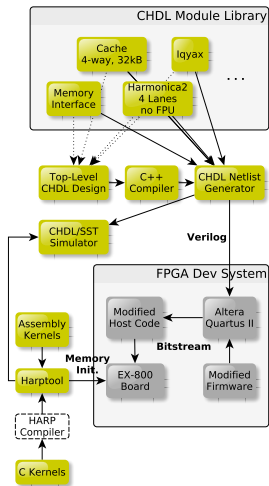 CHDL Module Library
Cache
4-way, 32kB
Iqyax
...
Memory
Interface
Harmonica2
4 Lanes
no FPU
Top-Level
CHDL Design
C++
Compiler
CHDL Netlist
Generator
CHDL/SST
Simulator
Verilog
FPGA Dev System
Assembly
Kernels
Modified
Host Code
Altera
Quartus II
Bitstream
Memory
Init.
Harptool
EX-800
Board
Modified
Firmware
HARP
Compiler
C Kernels